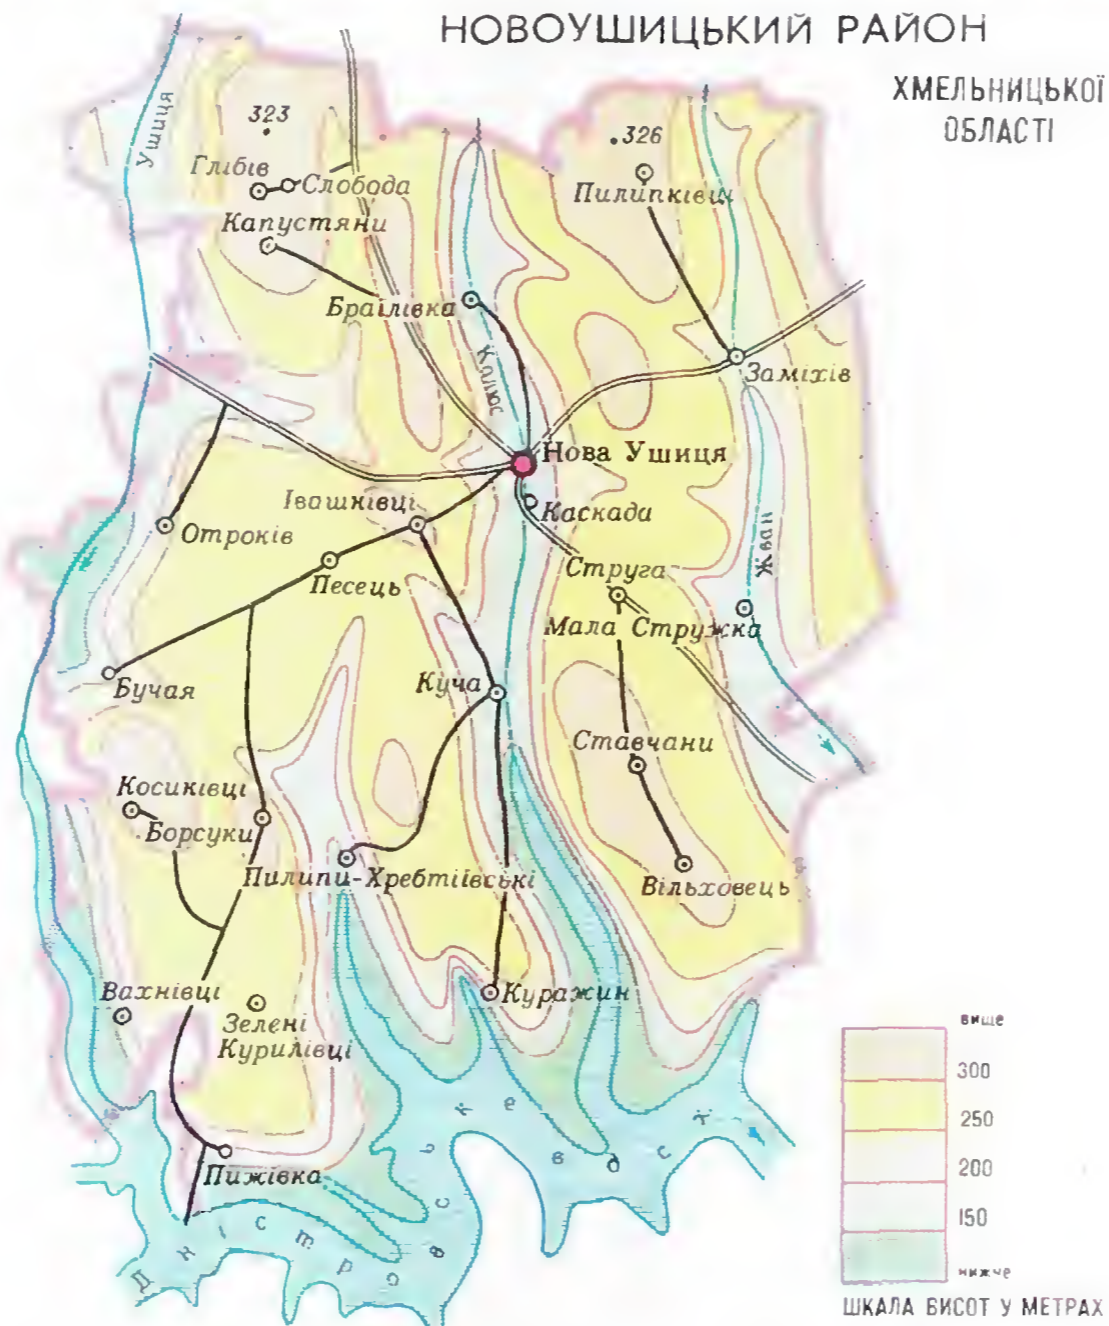 НОВОУШИЦЬКИЙ РАЙОН
ХМЕЛЬНИЦЬКОЇ
ОБЛАСТІ
Ушиця
323
326
Глібів
Слобода
Пилипківці
Капустяни
Браїлівка
Калюс
Заміхів
Нова Ушиця
Івашківці
Каскада
Отроків
Жван
Песець
Струга
Мала Стружка
Бучая
Куча
Ставчани
Косиківці
Борсуки
Пилипи-Хребтіївські
Вільховець
Вахнівці
Зелені
Курилівці
Куражин
Пижівка
Дністровське вдсх
вище
300
250
200
150
нижче
ШКАЛА ВИСОТ У МЕТРАХ